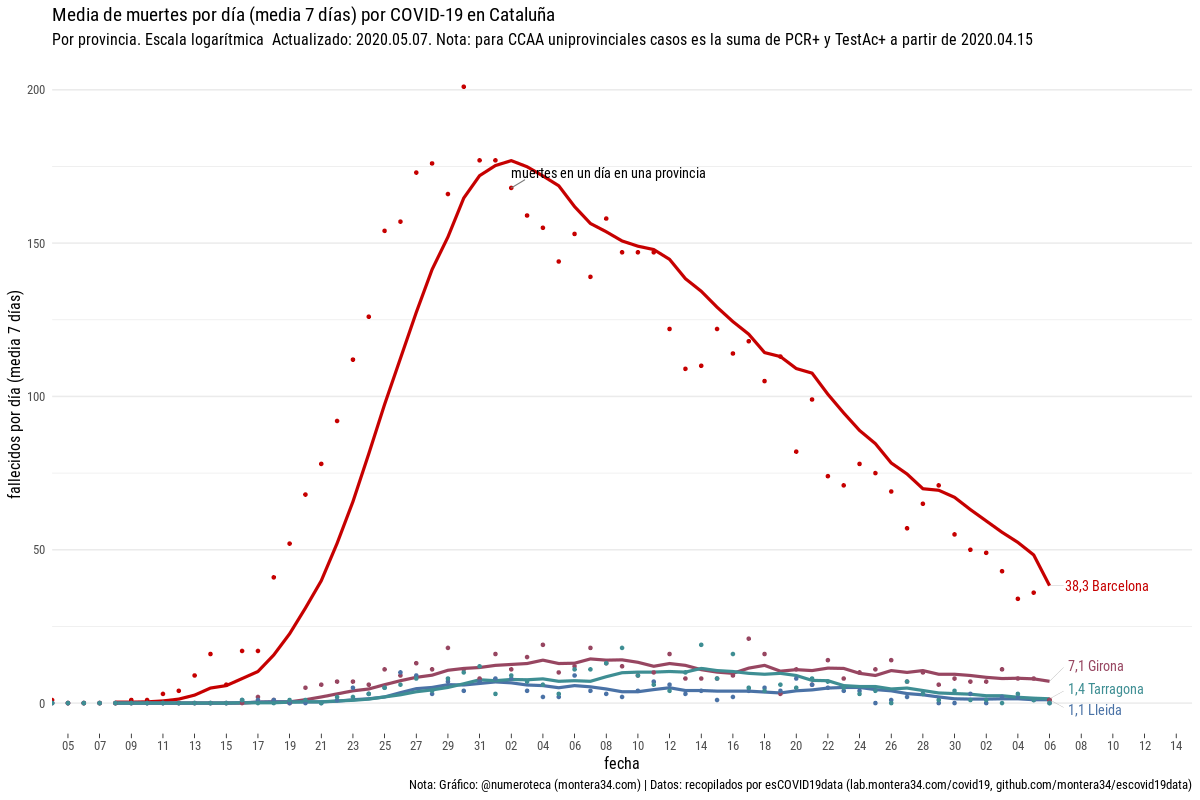 Media de muertes por día (media 7 días) por COVID-19 en Cataluña
Por provincia. Escala logarítmica  Actualizado: 2020.05.07. Nota: para CCAA uniprovinciales casos es la suma de PCR+ y TestAc+ a partir de 2020.04.15
fallecidos por día (media 7 días)
200
150
100
50
0
muertes en un día en una provincia
38,3 Barcelona
7,1 Girona
1,4 Tarragona
1,1 Lleida
05 07 09 11 13 15 17 19 21 23 25 27 29 31 02 04 06 08 10 12 14 16 18 20 22 24 26 28 30 02 04 06 08 10 12 14
fecha
Nota: Gráfico: @numeroteca (montera34.com) | Datos: recopilados por esCOVID19data (lab.montera34.com/covid19, github.com/montera34/escovid19data)